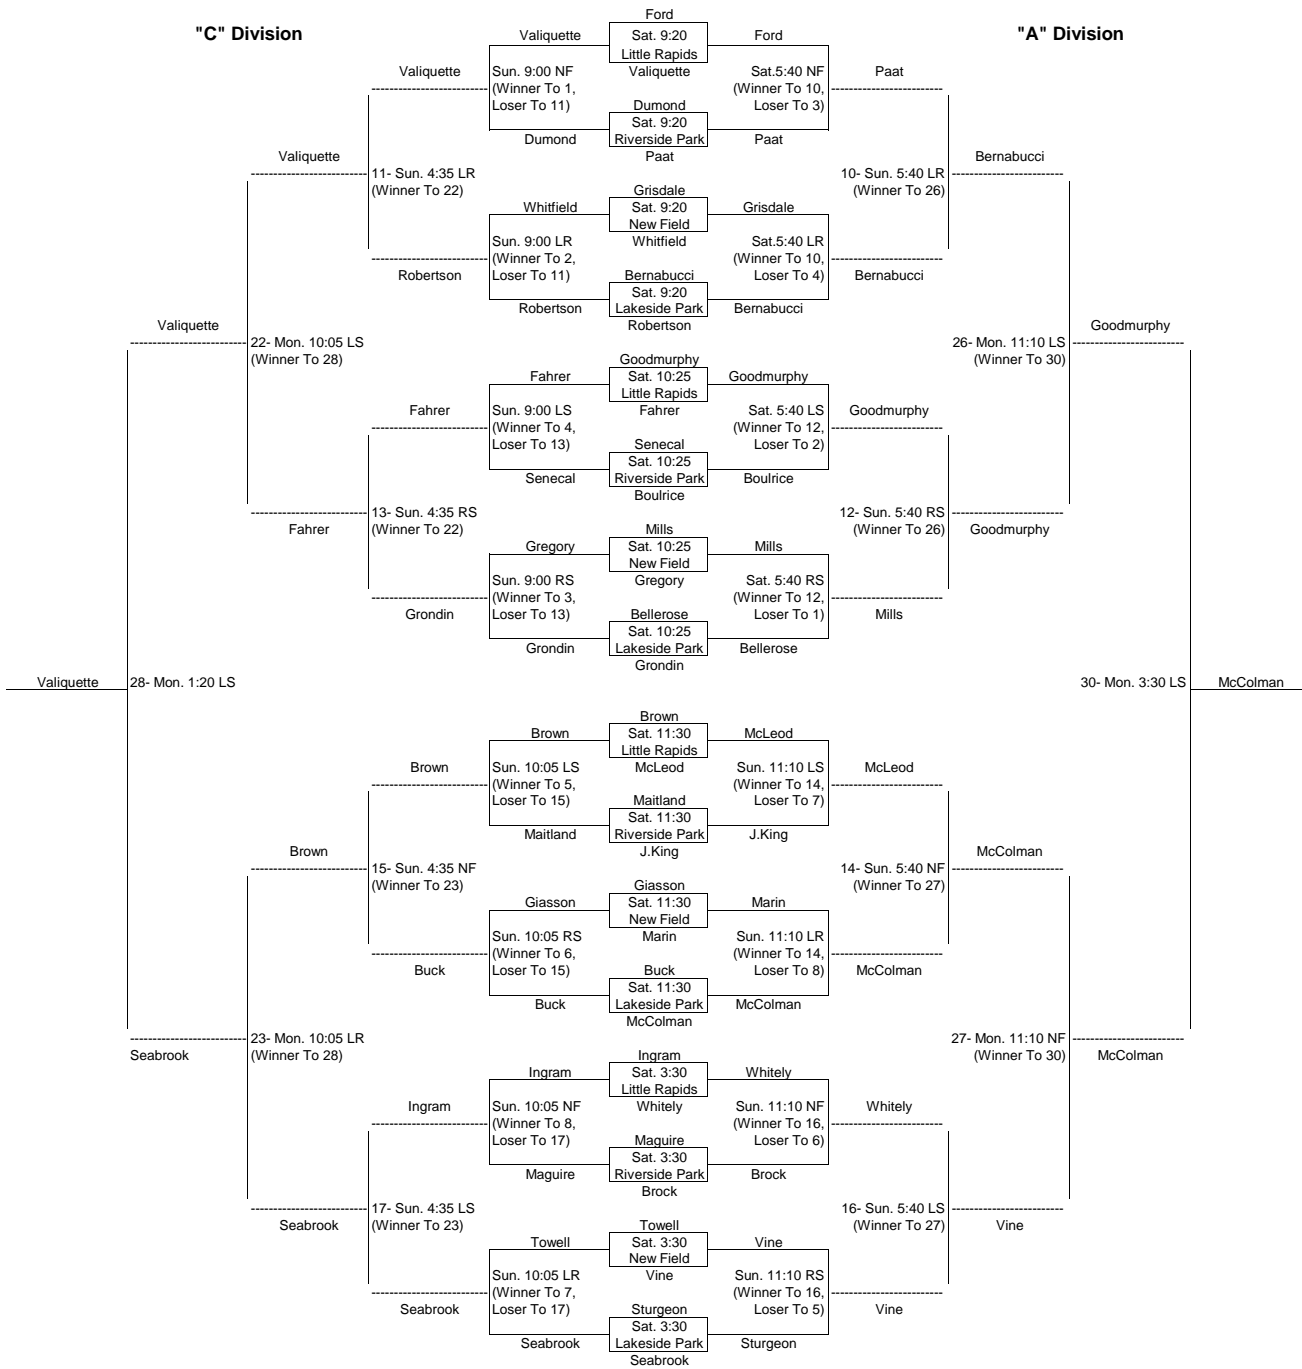 Ford
"C" Division
Valiquette
Sat. 9:20
Ford
"A" Division
Little Rapids
Valiquette
Sun. 9:00 NF
Valiquette
Sat.5:40 NF
Paat
(Winner To 1,
(Winner To 10,
Loser To 11)
Dumond
Loser To 3)
Sat. 9:20
Dumond
Riverside Park
Paat
Valiquette
Paat
Bernabucci
11- Sun. 4:35 LR
10- Sun. 5:40 LR
(Winner To 22)
Grisdale
(Winner To 26)
Whitfield
Sat. 9:20
Grisdale
New Field
Sun. 9:00 LR
Whitfield
Sat.5:40 LR
(Winner To 2,
(Winner To 10,
Robertson
Loser To 11)
Bernabucci
Loser To 4)
Bernabucci
Sat. 9:20
Robertson
Lakeside Park
Bernabucci
Valiquette
Robertson
Goodmurphy
22- Mon. 10:05 LS
26- Mon. 11:10 LS
(Winner To 28)
Goodmurphy
(Winner To 30)
Fahrer
Sat. 10:25
Goodmurphy
Little Rapids
Fahrer
Sun. 9:00 LS
Fahrer
Sat. 5:40 LS
Goodmurphy
(Winner To 4,
(Winner To 12,
Loser To 13)
Senecal
Loser To 2)
Sat. 10:25
Senecal
Riverside Park
Boulrice
Boulrice
13- Sun. 4:35 RS
12- Sun. 5:40 RS
Fahrer
(Winner To 22)
Mills
(Winner To 26)
Goodmurphy
Gregory
Sat. 10:25
Mills
New Field
Sun. 9:00 RS
Gregory
Sat. 5:40 RS
(Winner To 3,
(Winner To 12,
Grondin
Loser To 13)
Bellerose
Loser To 1)
Mills
Sat. 10:25
Grondin
Lakeside Park
Bellerose
Grondin
Valiquette
28- Mon. 1:20 LS
30- Mon. 3:30 LS
McColman
Brown
Brown
Sat. 11:30
McLeod
Little Rapids
Brown
Sun. 10:05 LS
McLeod
Sun. 11:10 LS
McLeod
(Winner To 5,
(Winner To 14,
Loser To 15)
Maitland
Loser To 7)
Sat. 11:30
Maitland
Riverside Park
J.King
Brown
J.King
McColman
15- Sun. 4:35 NF
14- Sun. 5:40 NF
(Winner To 23)
Giasson
(Winner To 27)
Giasson
Sat. 11:30
Marin
New Field
Sun. 10:05 RS
Marin
Sun. 11:10 LR
(Winner To 6,
(Winner To 14,
Buck
Loser To 15)
Buck
Loser To 8)
McColman
Sat. 11:30
Buck
Lakeside Park
McColman
McColman
23- Mon. 10:05 LR
27- Mon. 11:10 NF
Seabrook
(Winner To 28)
Ingram
(Winner To 30)
McColman
Ingram
Sat. 3:30
Whitely
Little Rapids
Ingram
Sun. 10:05 NF
Whitely
Sun. 11:10 NF
Whitely
(Winner To 8,
(Winner To 16,
Loser To 17)
Maguire
Loser To 6)
Sat. 3:30
Maguire
Riverside Park
Brock
Brock
17- Sun. 4:35 LS
16- Sun. 5:40 LS
Seabrook
(Winner To 23)
Towell
(Winner To 27)
Vine
Towell
Sat. 3:30
Vine
New Field
Sun. 10:05 LR
Vine
Sun. 11:10 RS
(Winner To 7,
(Winner To 16,
Seabrook
Loser To 17)
Sturgeon
Loser To 5)
Vine
Sat. 3:30
Seabrook
Lakeside Park
Sturgeon
Seabrook